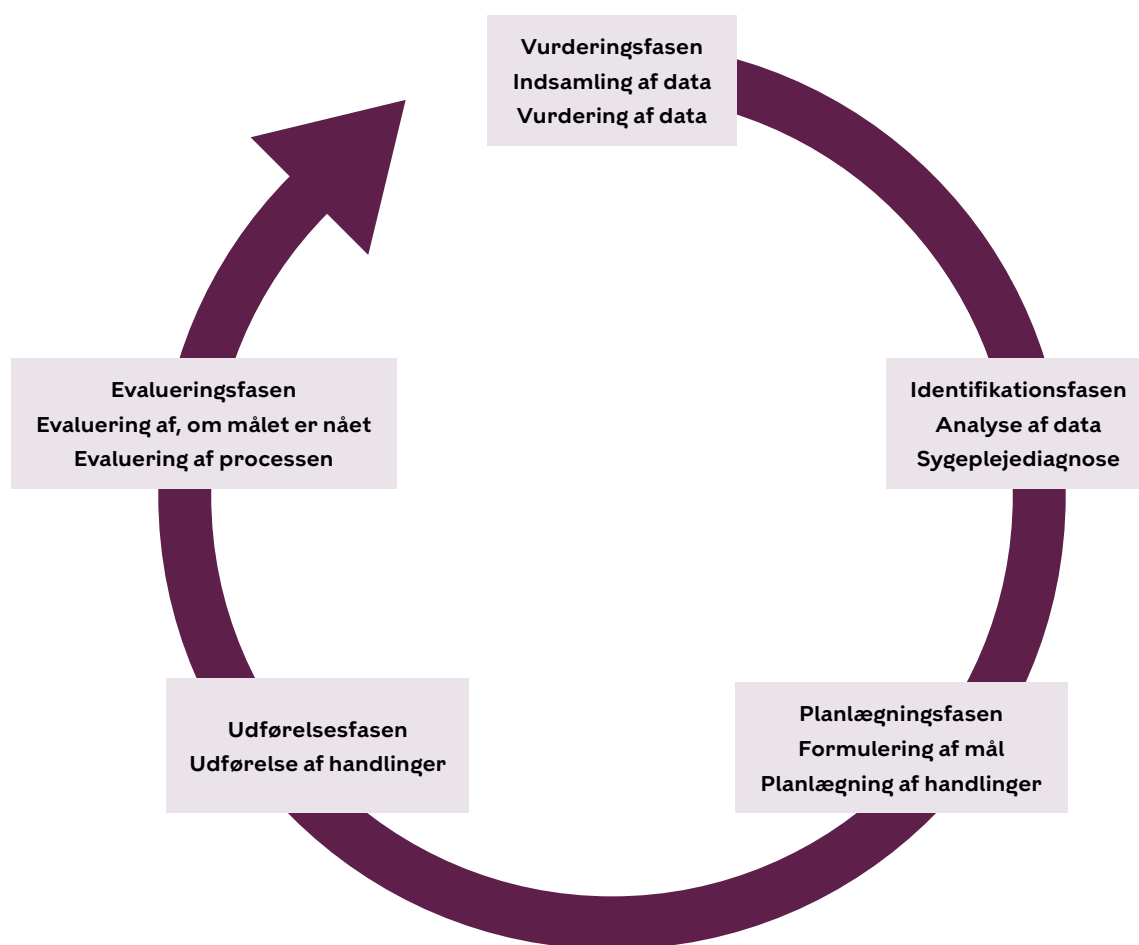 Vurderingsfasen
Indsamling af data
Vurdering af data
Identifikationsfasen
Analyse af data
Sygeplejediagnose
Planlægningsfasen
Formulering af mål
Planlægning af handlinger
Udførelsesfasen
Udførelse af handlinger
Evalueringsfasen
Evaluering af, om målet er nået
Evaluering af processen